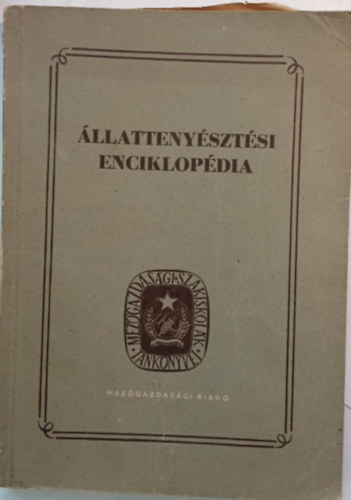 ÁLLATTENYÉSZTÉSI
ENCIKLOPÉDIA
MEZŐGAZDASÁGI SZAKISKOLÁK
TANKÖNYVEI
MEZŐGAZDASÁGI KIADÓ